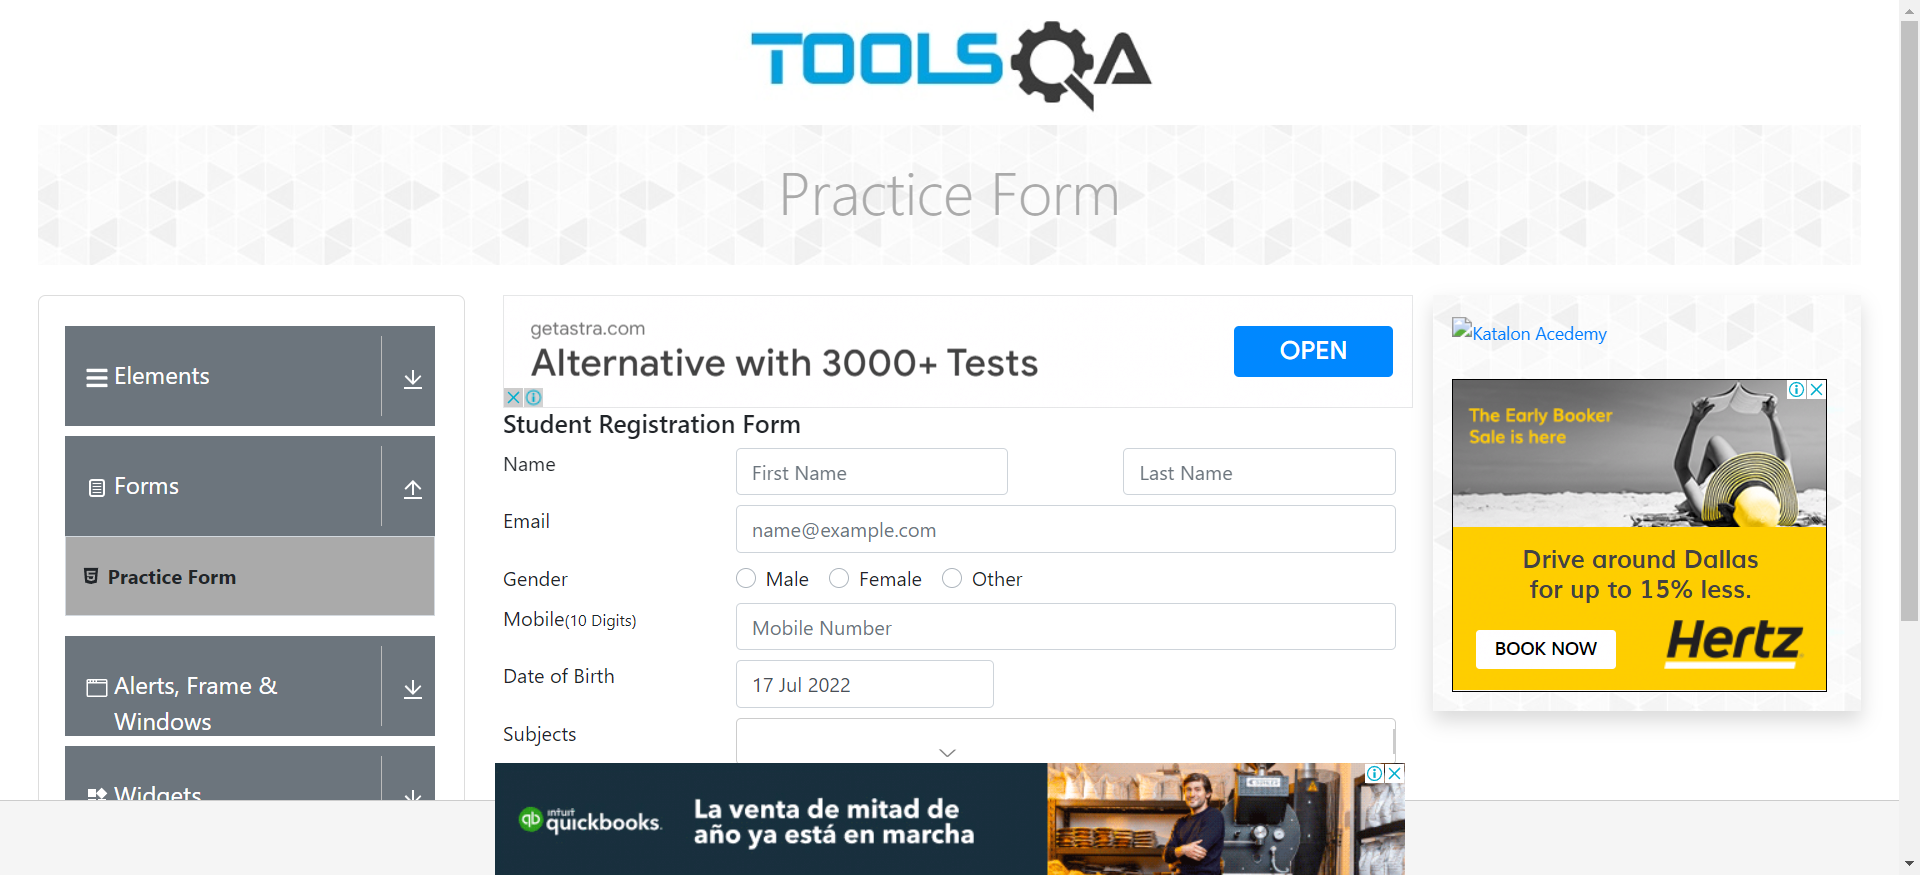 TOOLSQA
Practice Form
Elements
Forms
Practice Form
Alerts, Frame &
Windows
Widgets
getastra.com
Alternative with 3000+ Tests
OPEN
Student Registration Form
Name
First Name
Last Name
Email
name@example.com
Gender
Male
Female
Other
Mobile(10 Digits)
Mobile Number
Date of Birth
17 Jul 2022
Subjects
intuit
quickbooks.
La venta de mitad de
año ya está en marcha
Katalon Acedemy
The Early Booker
Sale is here
Drive around Dallas
for up to 15% less.
BOOK NOW
Hertz